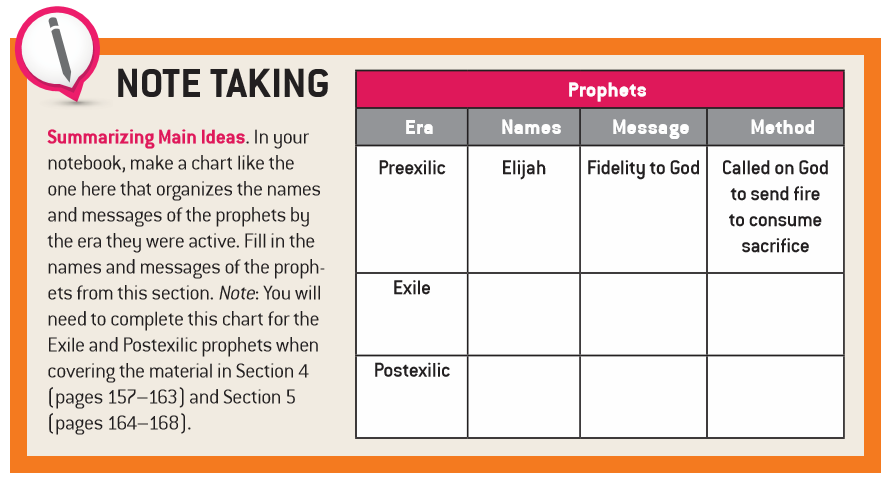 NOTE TAKING
Summarizing Main Ideas. In your
notebook, make a chart like the
one here that organizes the names
and messages of the prophets by
the era they were active. Fill in the
names and messages of the proph-
ets from this section. Note: You will
need to complete this chart for the
Exile and Postexilic prophets when
covering the material in Section 4
(pages 157–163) and Section 5
(pages 164–168).
Prophets
Era Names Message Method
Preexilic Elijah Fidelity to God Called on God
to send fire
to consume
sacrifice
Exile
Postexilic